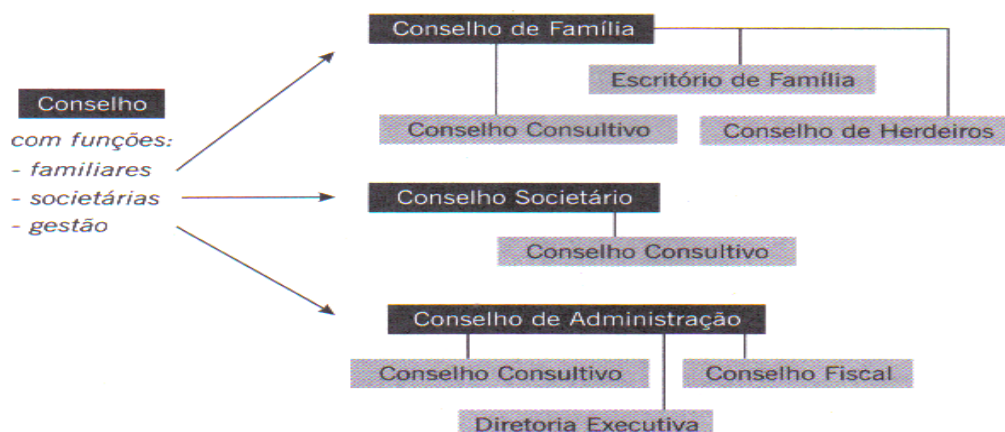 Conselho
com funções:
- familiares
- societárias
- gestão
Conselho de Família
Escritório de Família
Conselho Consultivo
Conselho de Herdeiros
Conselho Societário
Conselho Consultivo
Conselho de Administração
Conselho Consultivo
Conselho Fiscal
Diretoria Executiva